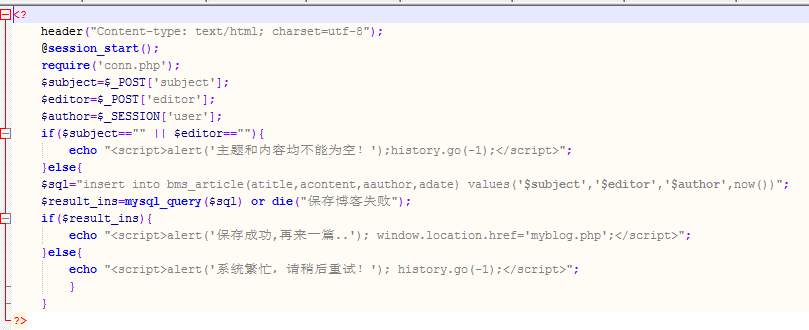 <?
header("Content-type: text/html; charset=utf-8");
@session_start();
require('conn.php');
$subject=$_POST['subject'];
$editor=$_POST['editor'];
$author=$_SESSION['user'];
if($subject=="" || $editor==""){
echo "<script>alert('主题和内容均不能为空！');history.go(-1);</script>";
}else{
$sql="insert into bms_article(atitle,acontent,aauthor,adate) values('$subject','$editor','$author',now())";
$result_ins=mysql_query($sql) or die("保存博客失败");
if($result_ins){
echo "<script>alert('保存成功,再来一篇..'); window.location.href='myblog.php';</script>";
}else{
echo "<script>alert('系统繁忙，请稍后重试！'); history.go(-1);</script>";
}
}
?>